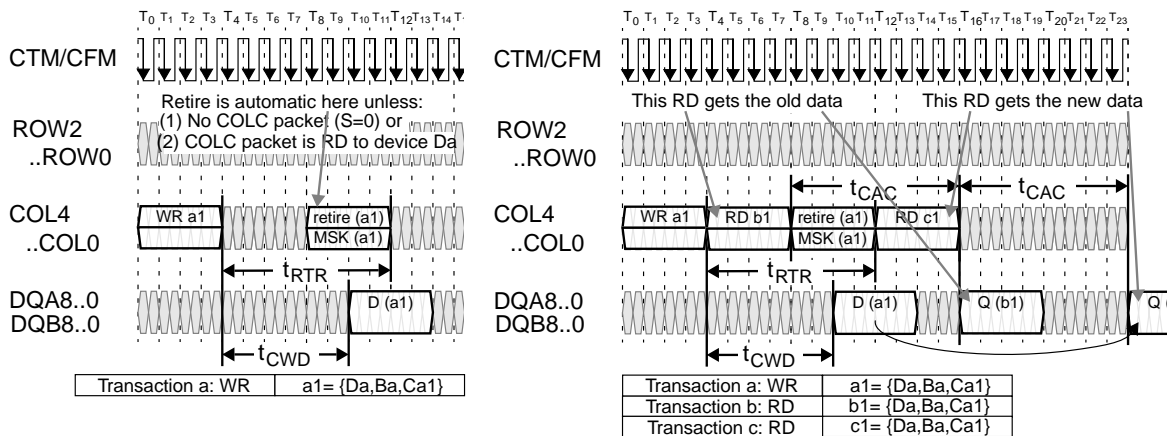 T0 T1 T2 T3 T4 T5 T6 T7 T8 T9 T10 T11 T12 T13 T14
CTM/CFM
Retire is automatic here unless:
(1) No COLC packet (S=0) or
(2) COLC packet is RD to device Da
ROW2
..ROW0
COL4
..COL0
WR a1
retire (a1)
MSK (a1)
tRTR
DQA8..0
DQB8..0
D (a1)
tCWD
Transaction a: WR a1= {Da,Ba,Ca1}
T0 T1 T2 T3 T4 T5 T6 T7 T8 T9 T10 T11 T12 T13 T14 T15 T16 T17 T18 T19 T20 T21 T22 T23
CTM/CFM
This RD gets the old data
This RD gets the new data
ROW2
..ROW0
tCAC
tCAC
COL4
..COL0
WR a1
RD b1
retire (a1)
RD c1
MSK (a1)
tRTR
DQA8..0
DQB8..0
D (a1)
Q (b1)
Q (
tCWD
Transaction a: WR a1= {Da,Ba,Ca1}
Transaction b: RD b1= {Da,Ba,Ca1}
Transaction c: RD c1= {Da,Ba,Ca1}